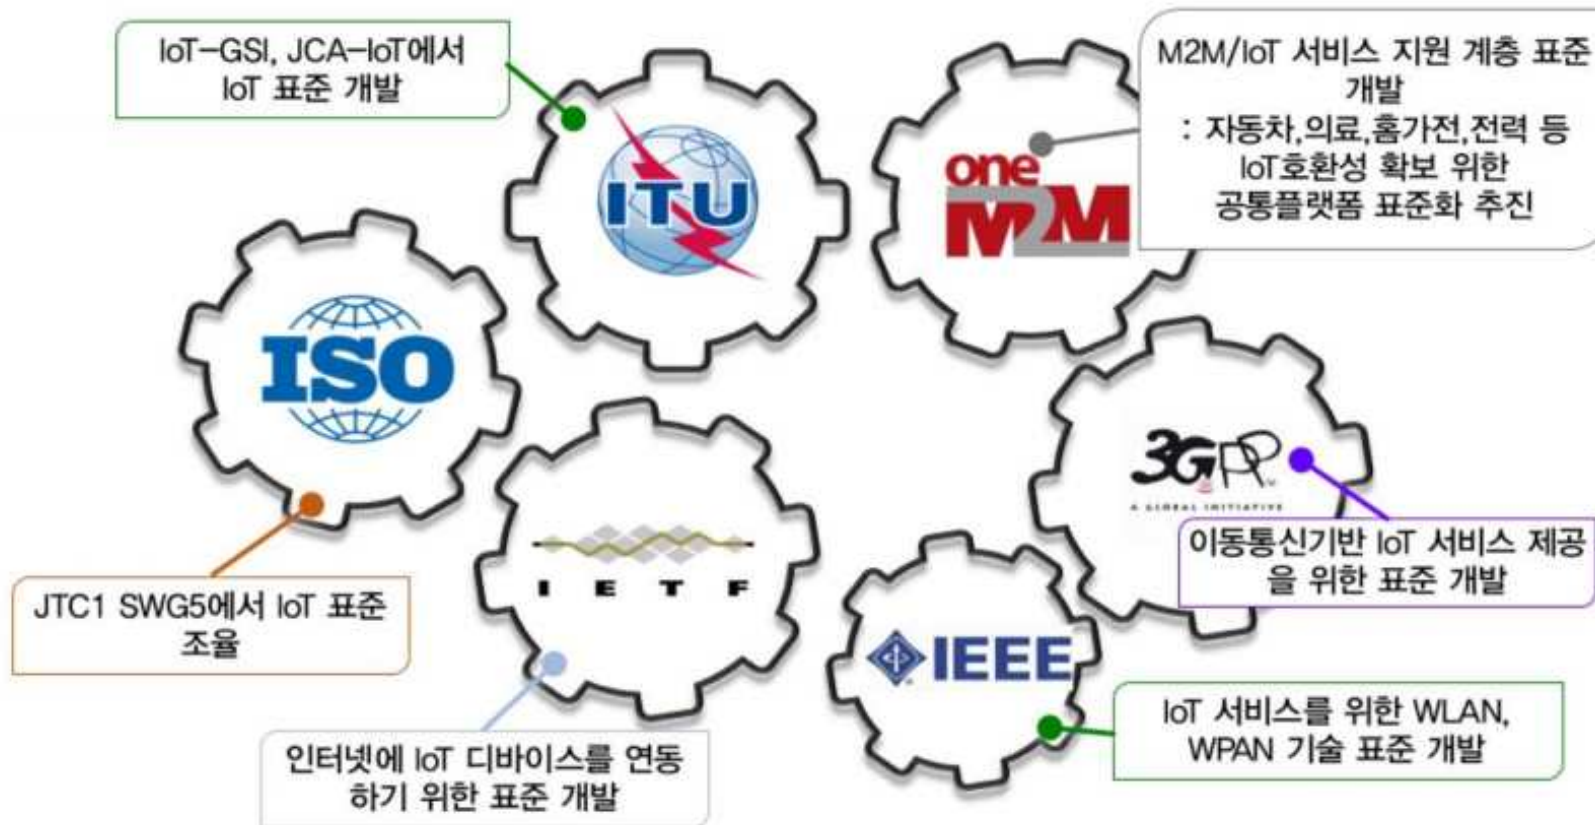 IoT-GSI, JCA-IoT에서
IoT 표준 개발
ITU
one
M2M
M2M/IoT 서비스 지원 계층 표준
개발
: 자동차,의료,홈가전,전력 등
IoT호환성 확보 위한
공통플랫폼 표준화 추진
ISO
JTC1 SWG5에서 IoT 표준
조율
IETF
인터넷에 IoT 디바이스를 연동
하기 위한 표준 개발
3GPP
A GLOBAL INITIATIVE
이동통신기반 IoT 서비스 제공
을 위한 표준 개발
IEEE
IoT 서비스를 위한 WLAN,
WPAN 기술 표준 개발